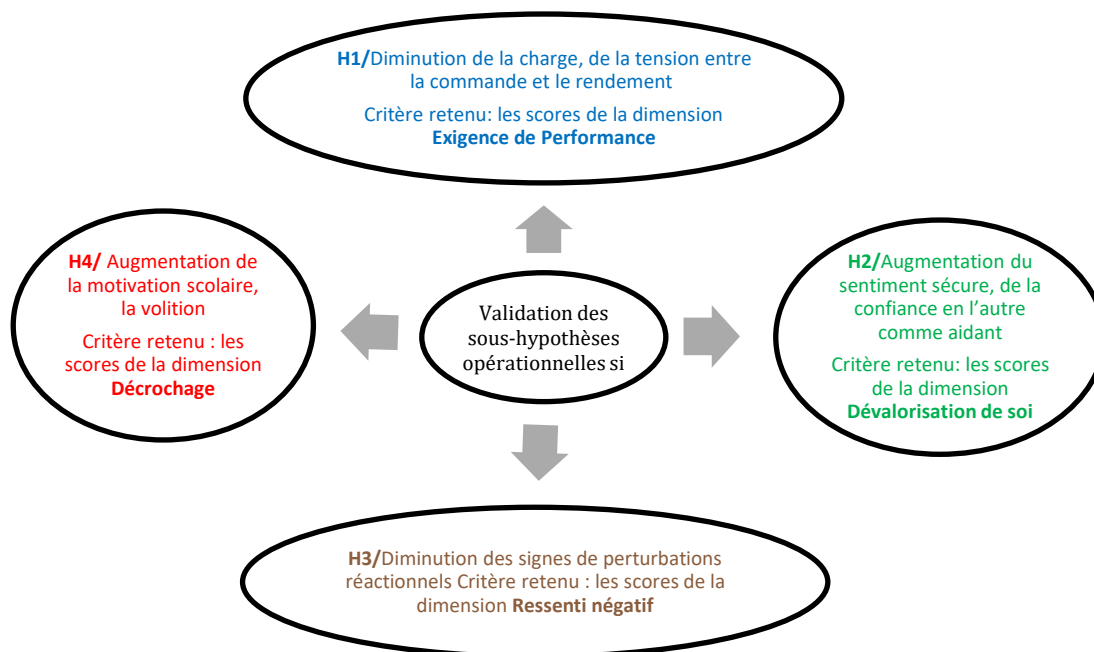 H1/Diminution de la charge, de la tension entre
la commande et le rendement
Critère retenu: les scores de la dimension
Exigence de Performance
H4/ Augmentation de
la motivation scolaire,
la volition
Critère retenu : les
scores de la dimension
Décrochage
Validation des
sous-hypothèses
opérationnelles si
H2/Augmentation du
sentiment sécure, de la
confiance en l’autre
comme aidant
Critère retenu: les scores
de la dimension
Dévalorisation de soi
H3/Diminution des signes de perturbations
réactionnels Critère retenu : les scores de la
dimension Ressenti négatif